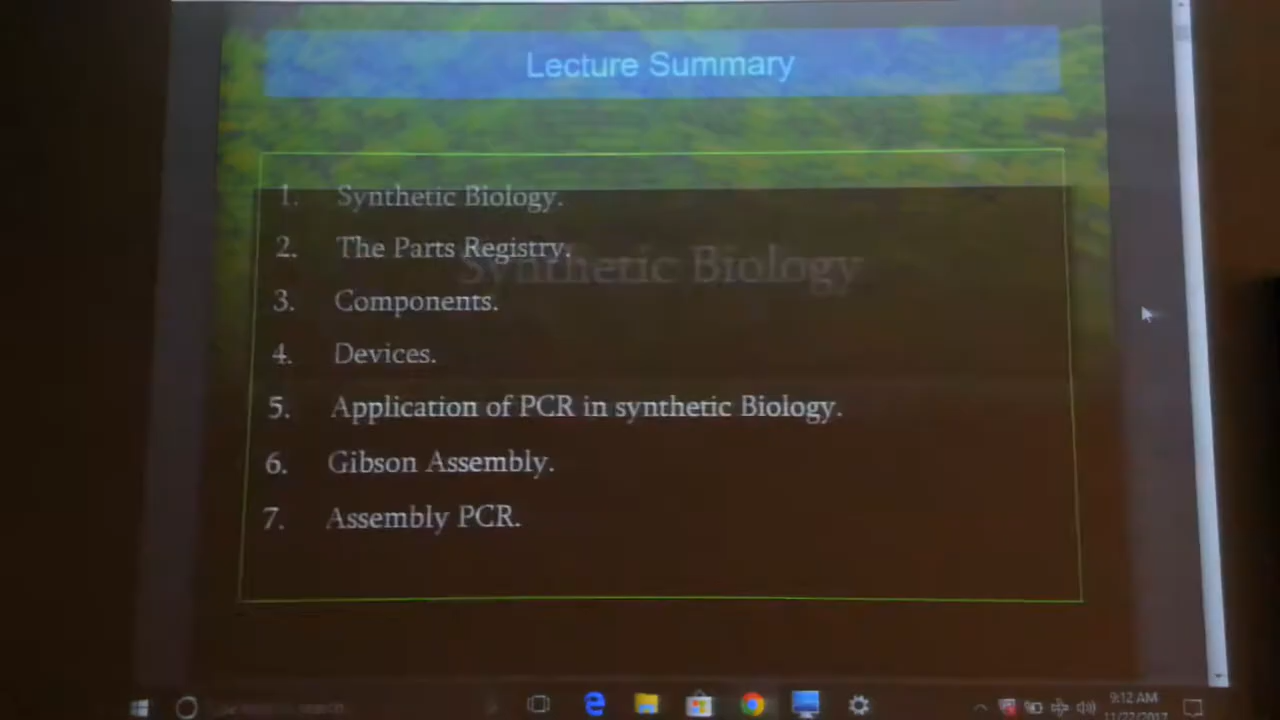 Lecture Summary
1. Synthetic Biology.
2. The Parts Registry.
Synthetic Biology
3. Components.
4. Devices.
5. Application of PCR in synthetic Biology.
6. Gibson Assembly.
7. Assembly PCR.
9:12 AM